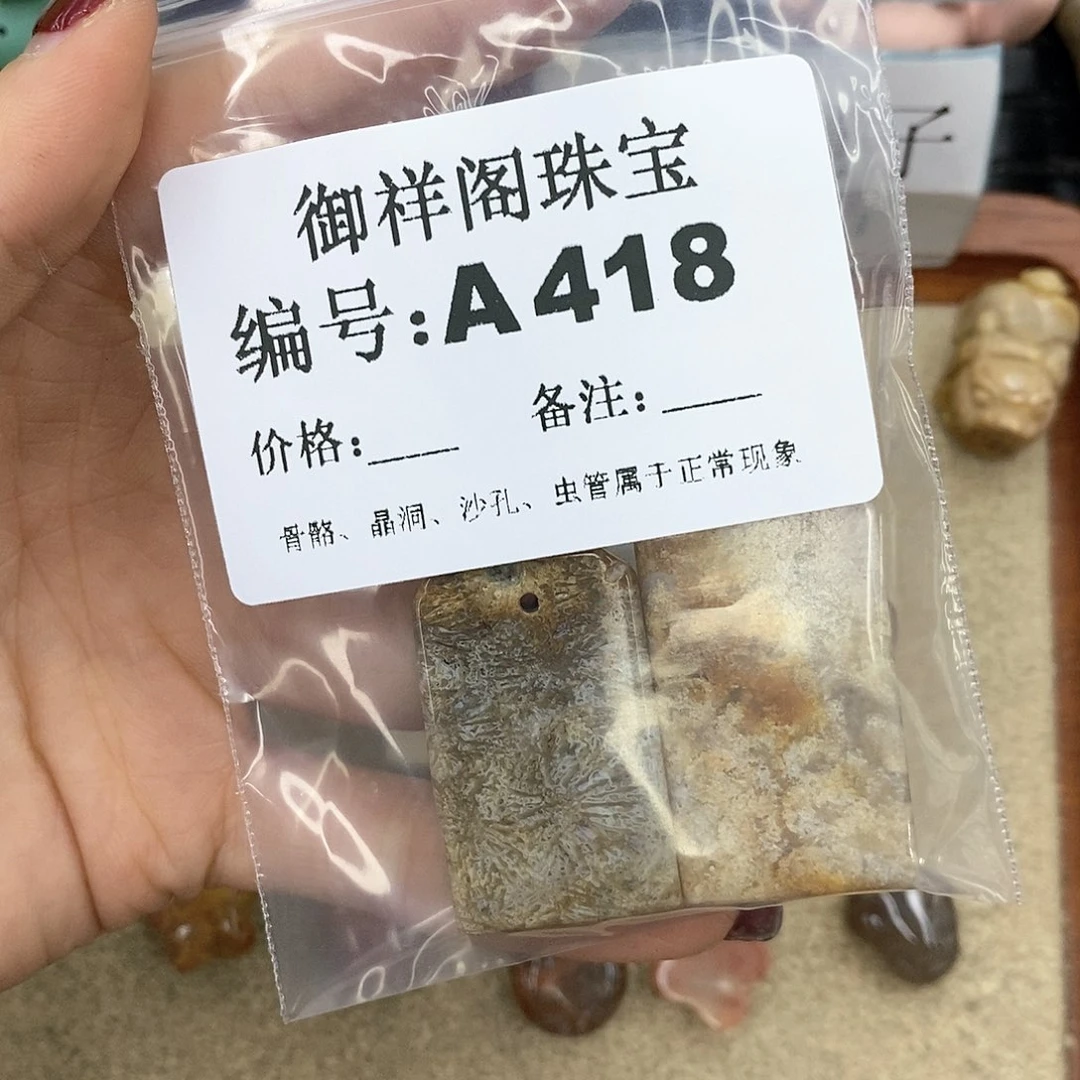 御祥阁珠宝
编号:A418
价格:___ 备注:____
骨骼、晶洞、沙孔、虫管属于正常现象